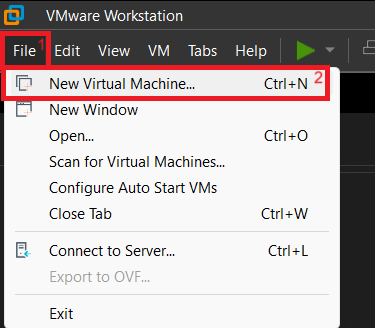 VMware Workstation
File 1 Edit View VM Tabs Help
New Virtual Machine... Ctrl+N 2
New Window
Open... Ctrl+O
Scan for Virtual Machines...
Configure Auto Start VMs
Close Tab Ctrl+W
Connect to Server... Ctrl+L
Export to OVF...
Exit